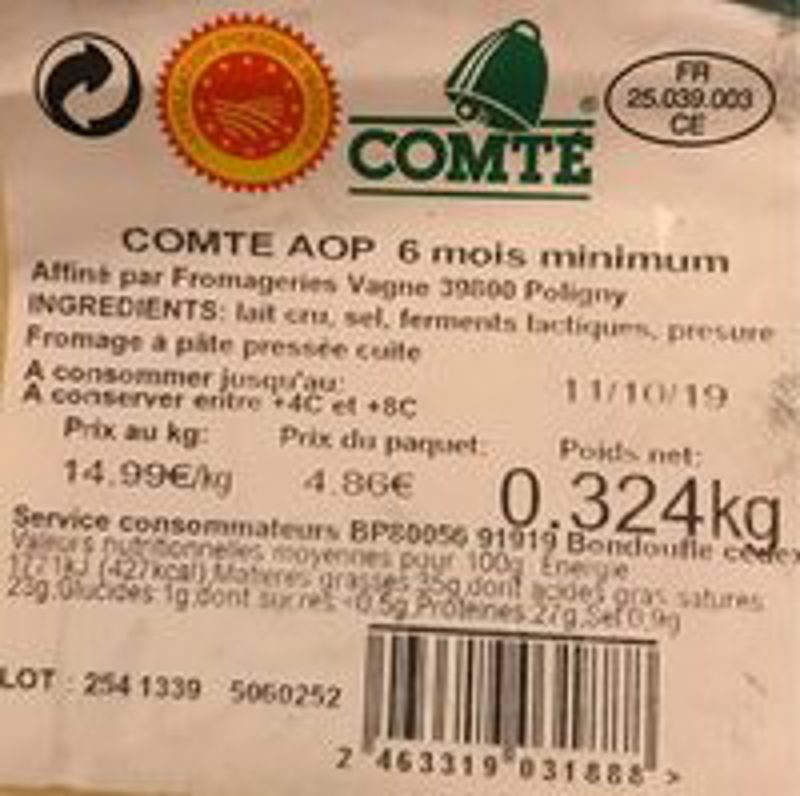 FR
25.039.003
CE
COMTÉ
®
COMTE AOP 6 mois minimum
Affiné par Fromageries Vagne 39800 Poligny
INGREDIENTS: lait cru, sel, ferments lactiques, presure
Fromage à pâte pressée cuite
A consommer jusqu'au: 11/10/19
A conserver entre +4C et +8C
Prix au kg: Prix du paquet: Poids net:
14.99€/kg 4.86€ 0.324kg
Service consommateurs BP80056 91919 Bondoufle cedex
Valeurs nutritionnelles moyennes pour 100g: Energie
1771kJ (427kcal),Matieres grasses 35g,dont acides gras satures
23g,Glucides 1g,dont sucres <0.5g,Protéines 27g,Sel 0.9g
LOT : 254 1339 5060252
2 463319 031888 >